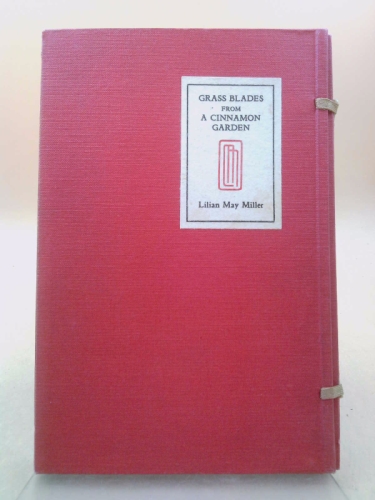 GRASS BLADES
FROM
A CINNAMON
GARDEN
Lilian May Miller